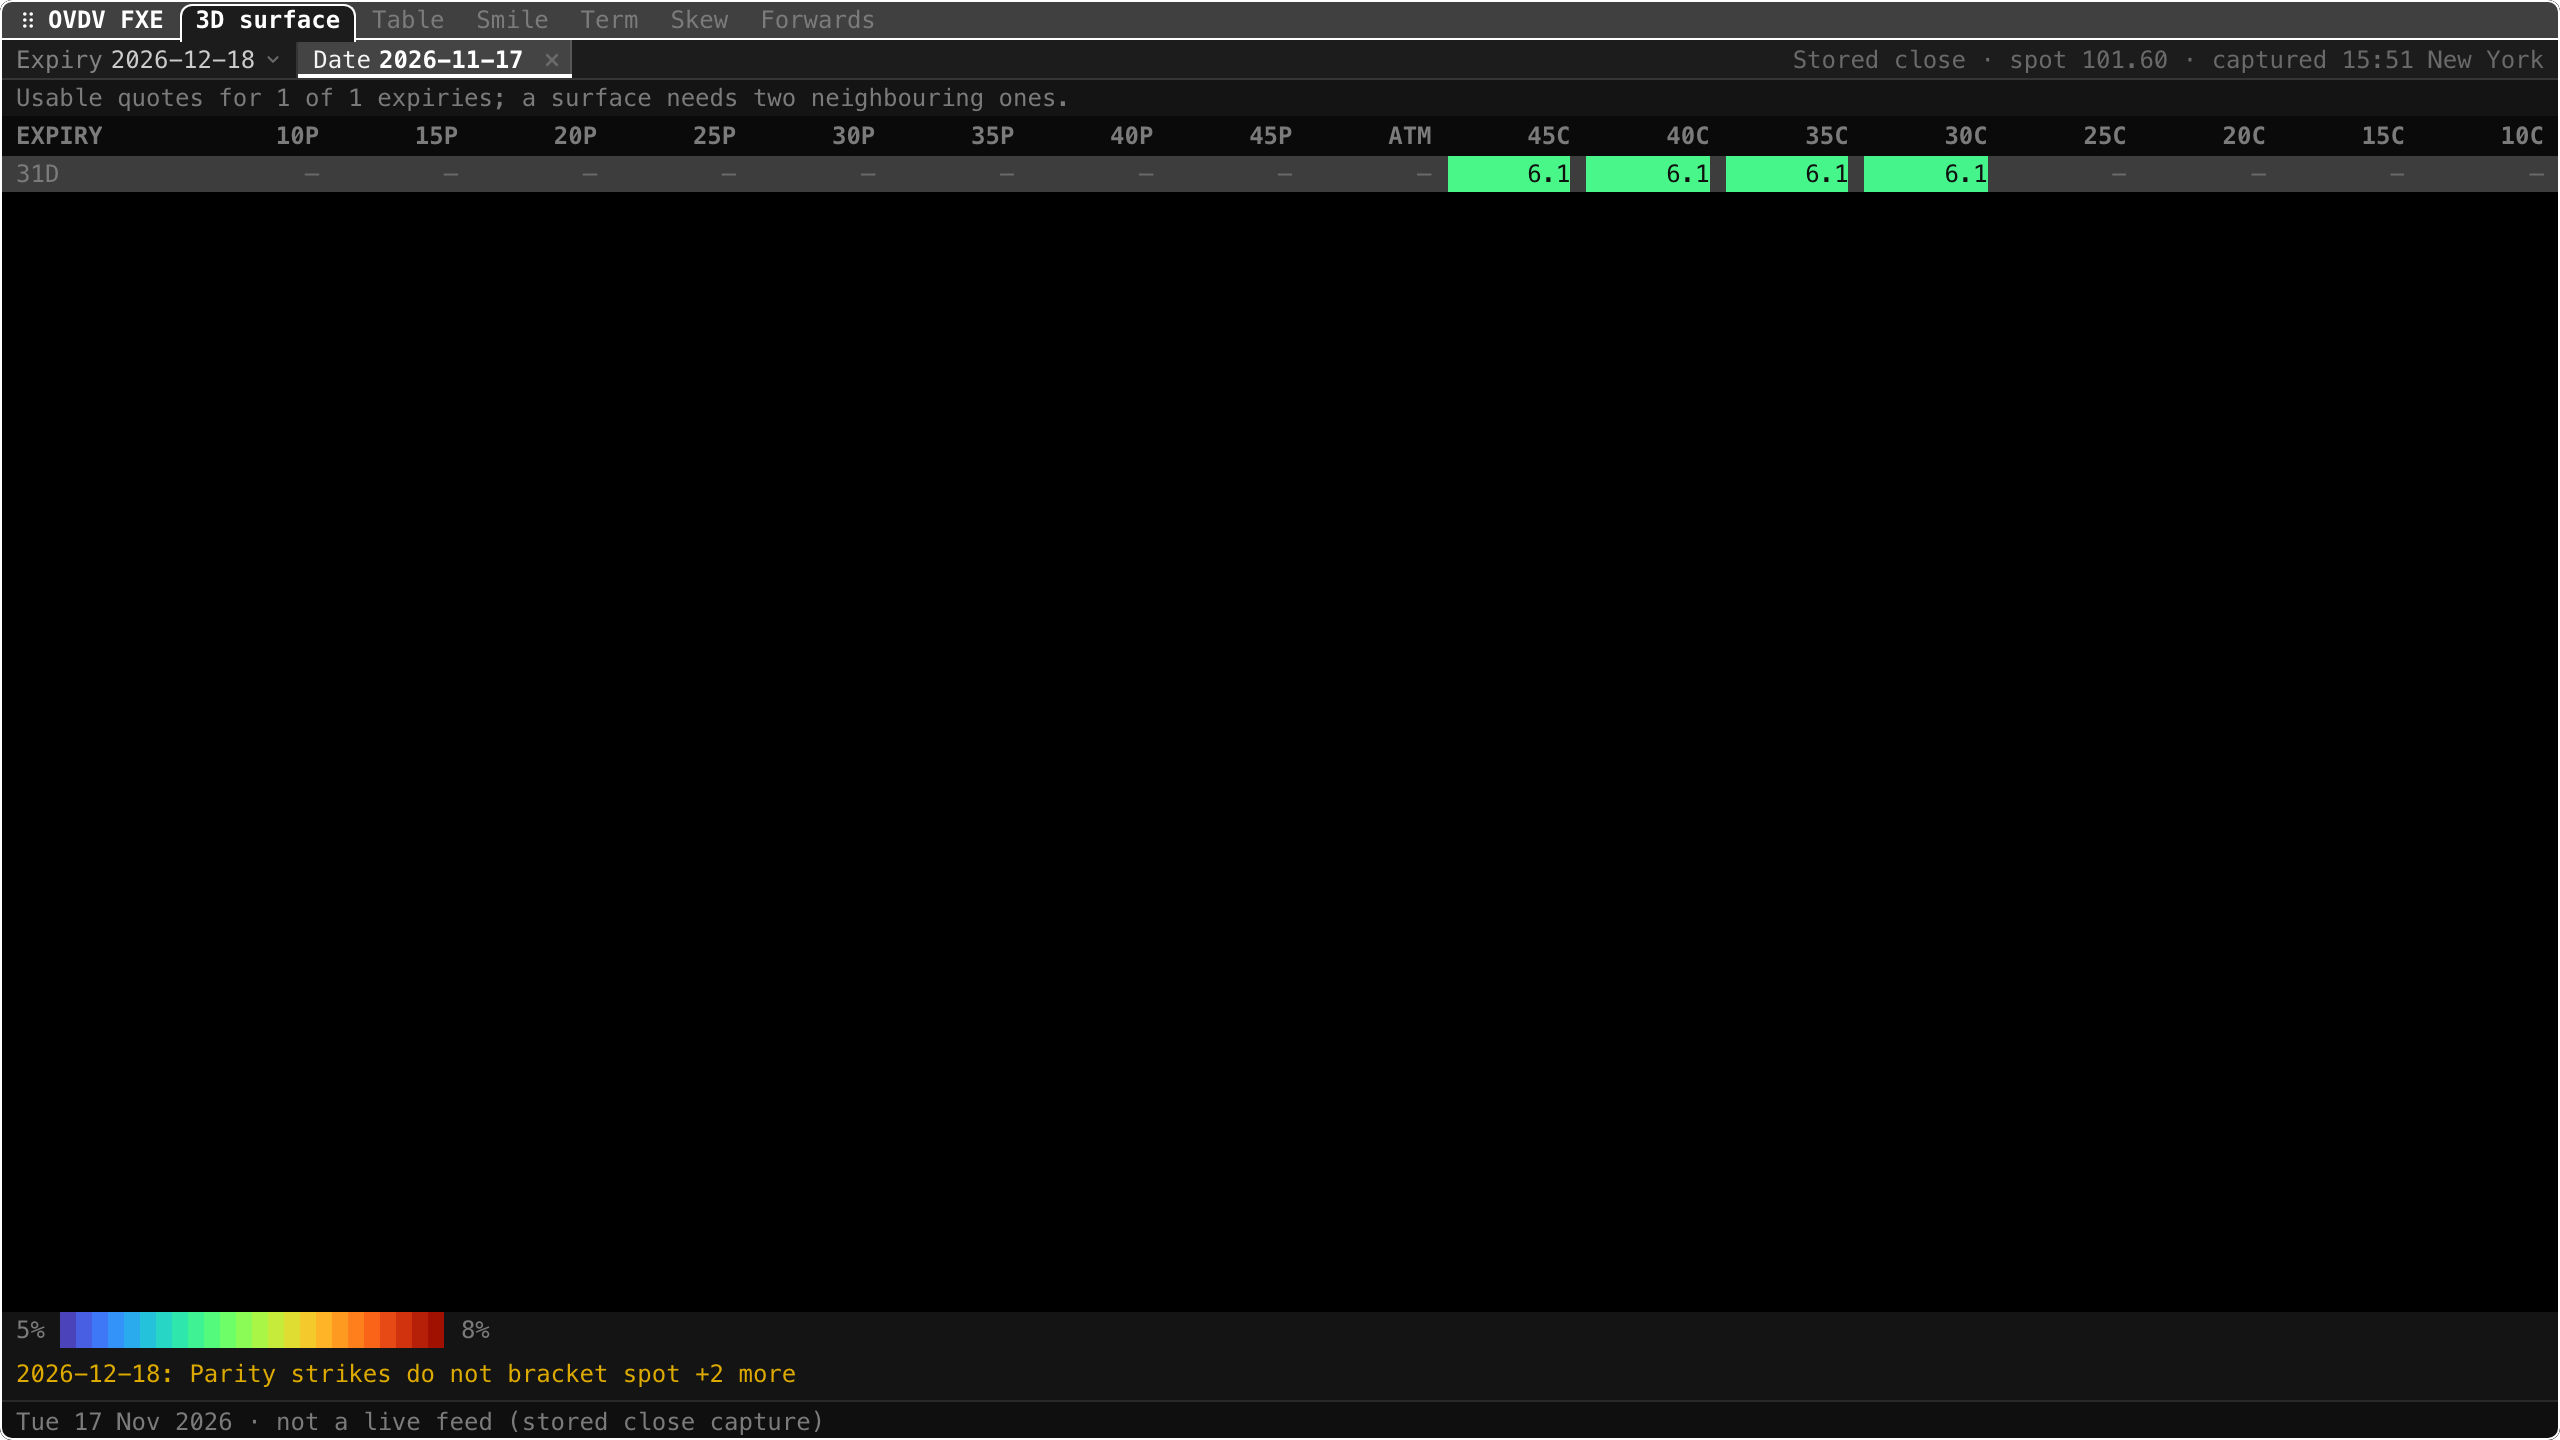 OVDV FXE 3D surface Table Smile Term Skew Forwards
Expiry 2026-12-18 Date 2026-11-17 × Stored close · spot 101.60 · captured 15:51 New York
Usable quotes for 1 of 1 expiries; a surface needs two neighbouring ones.
EXPIRY 10P 15P 20P 25P 30P 35P 40P 45P ATM 45C 40C 35C 30C 25C 20C 15C 10C
31D — — — — — — — — — 6.1 6.1 6.1 6.1 — — — —
5% 8%
2026-12-18: Parity strikes do not bracket spot +2 more
Tue 17 Nov 2026 · not a live feed (stored close capture)